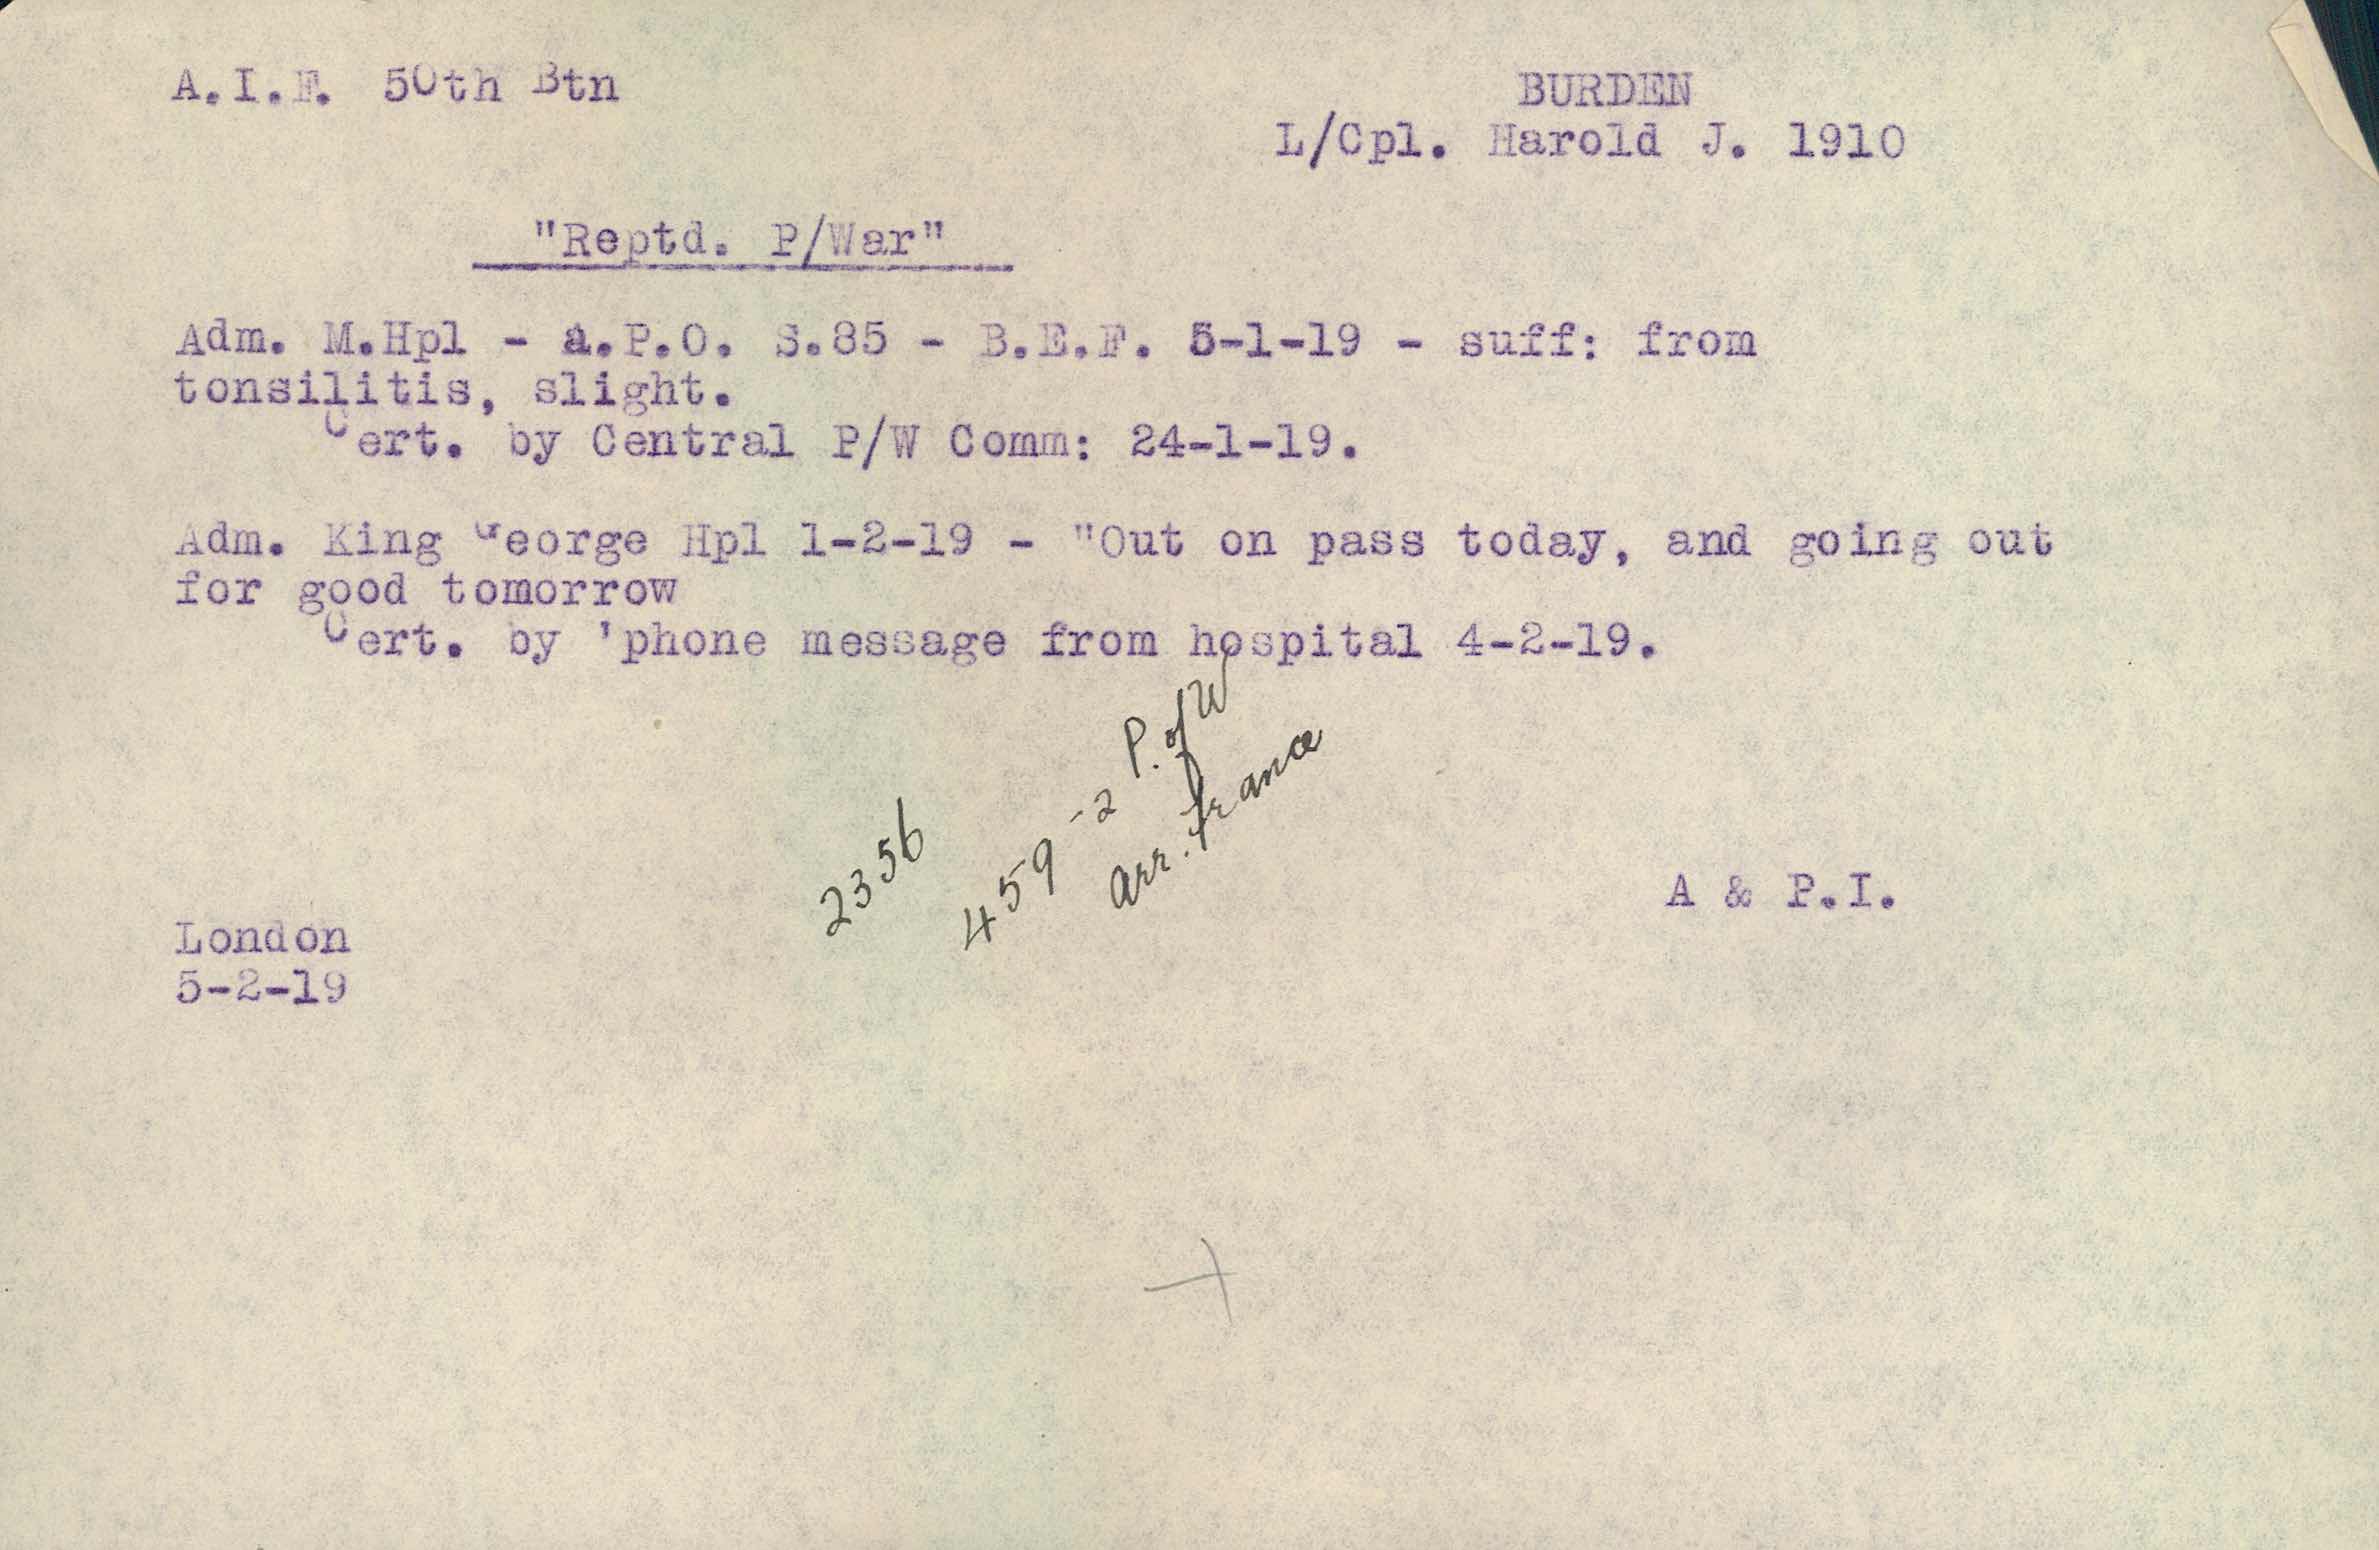 A.I.F. 50th Btn
BURDEN
L/Cpl. Harold J. 1910
"Reptd. P/War"
Adm. M.Hpl - a.P.O. S.85 - B.E.F. 5-1-19 - suff: from
tonsilitis, slight.
Cert. by Central P/W Comm: 24-1-19.
Adm. King George Hpl 1-2-19 - "Out on pass today, and going out
for good tomorrow
Cert. by 'phone message from hospital 4-2-19.
2356
459-2 P. of W
Arr. France
A & P.I.
London
5-2-19